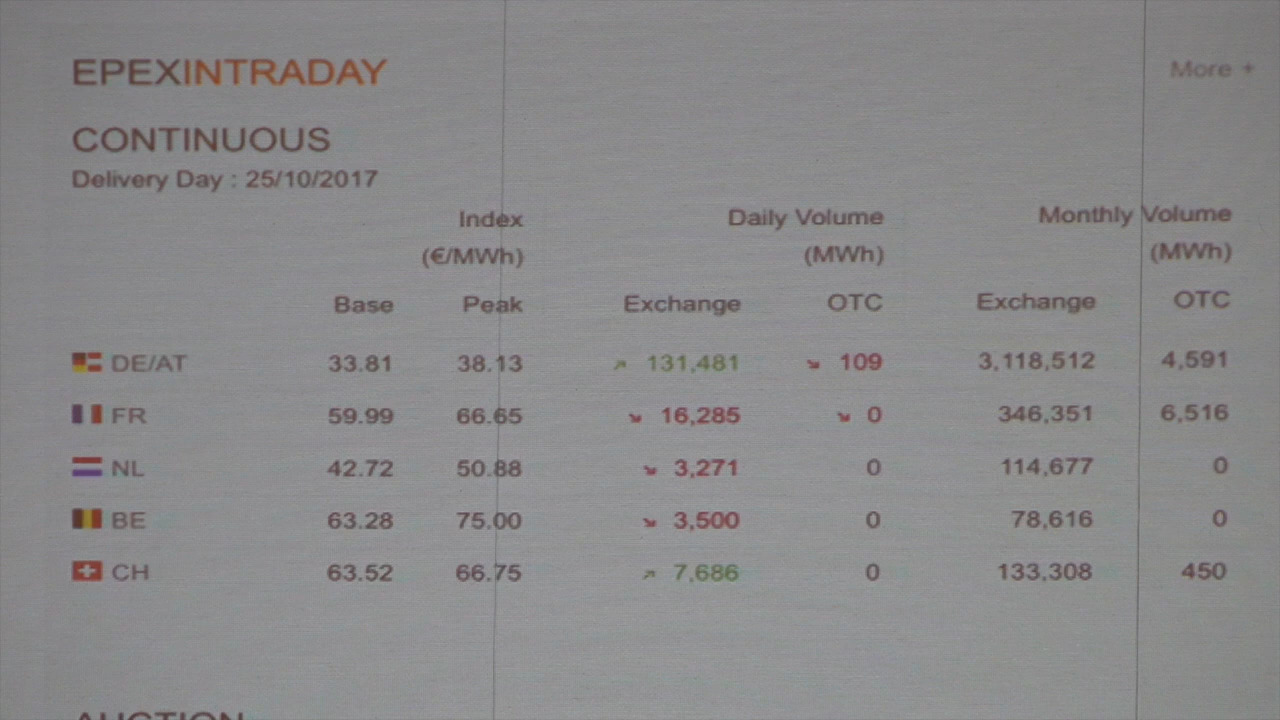 EPEXINTRADAY More +
CONTINUOUS
Delivery Day : 25/10/2017
Index Daily Volume Monthly Volume
(€/MWh) (MWh) (MWh)
Base Peak Exchange OTC Exchange OTC
DE/AT 33.81 38.13 131,481 109 3,118,512 4,591
FR 59.99 66.65 16,285 0 346,351 6,516
NL 42.72 50.88 3,271 0 114,677 0
BE 63.28 75.00 3,500 0 78,616 0
CH 63.52 66.75 7,686 0 133,308 450
AUCTION